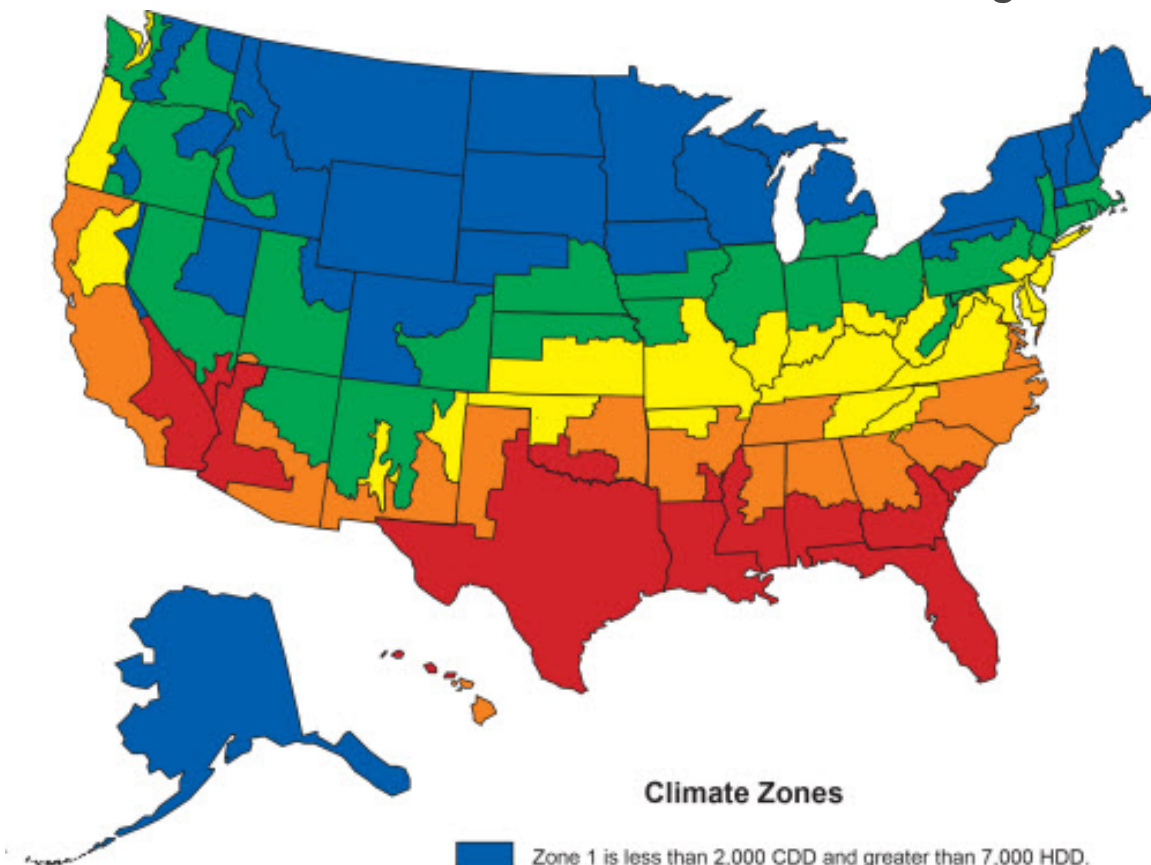 Climate Zones
Zone 1 is less than 2,000 CDD and greater than 7,000 HDD.